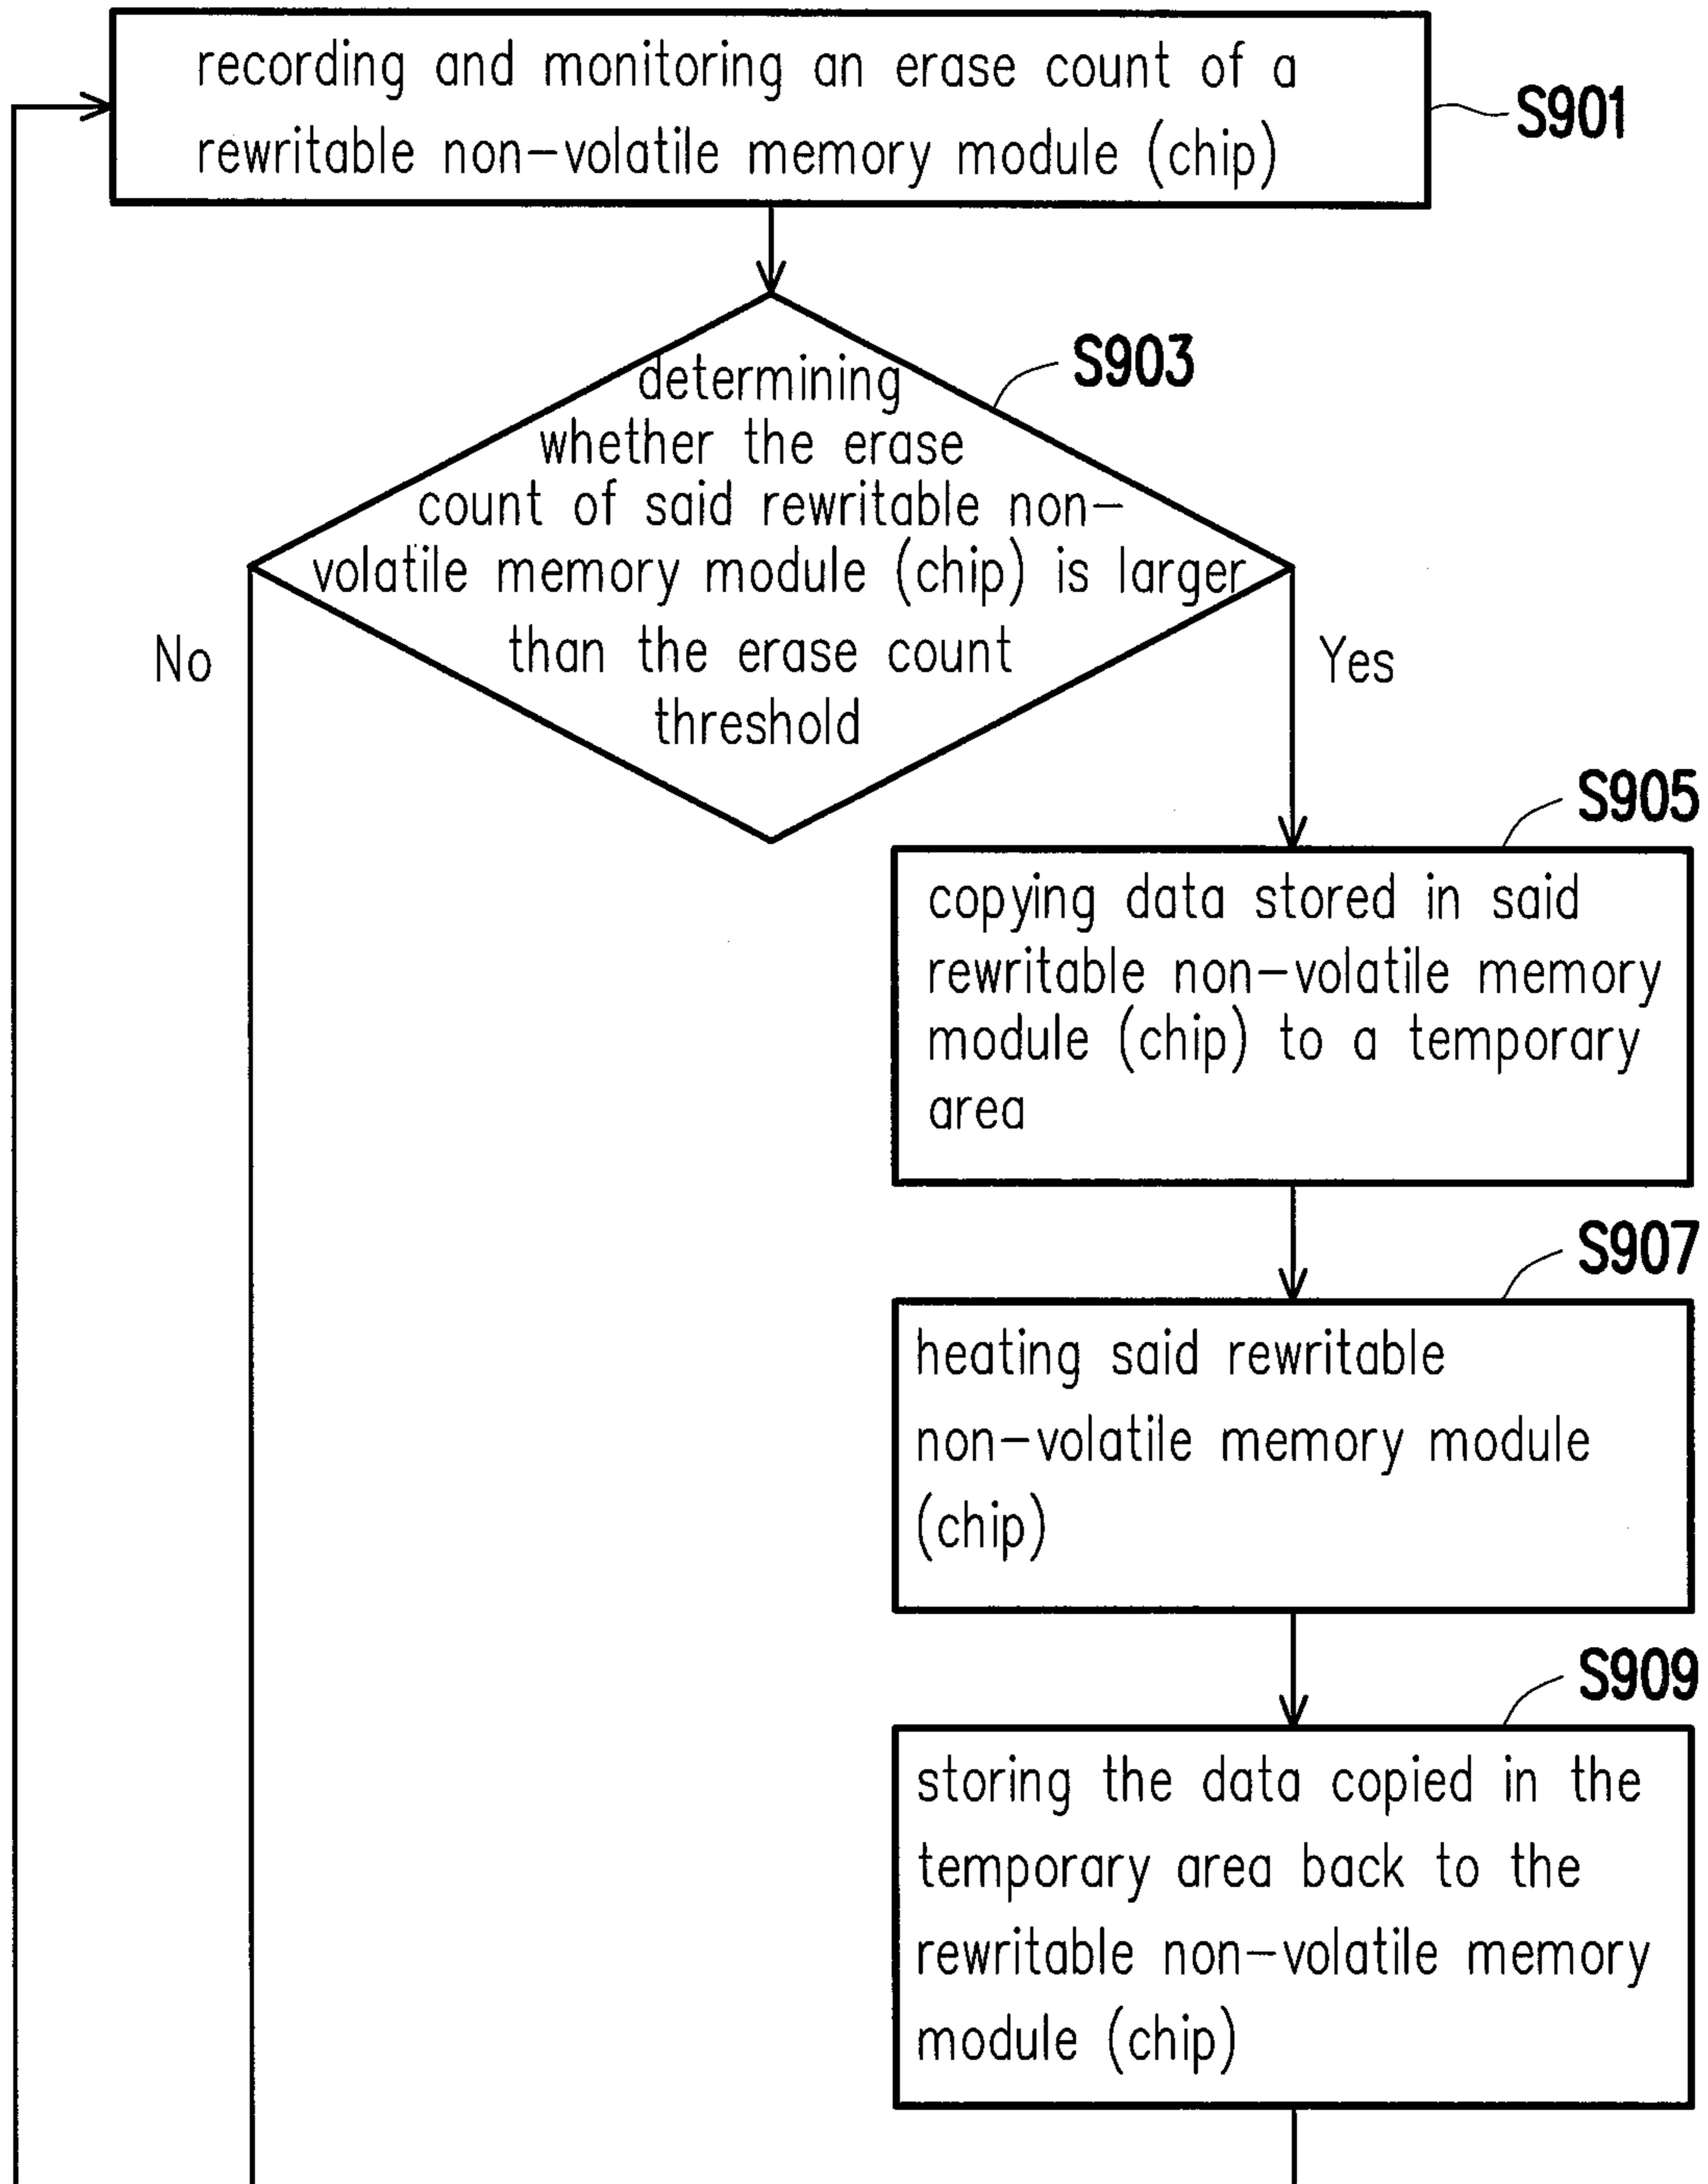 recording and monitoring an erase count of a
rewritable non-volatile memory module (chip)
S901
determining
whether the erase
count of said rewritable non-
volatile memory module (chip) is larger
than the erase count
threshold
S903
No
Yes
S905
copying data stored in said
rewritable non-volatile memory
module (chip) to a temporary
area
S907
heating said rewritable
non-volatile memory module
(chip)
S909
storing the data copied in the
temporary area back to the
rewritable non-volatile memory
module (chip)